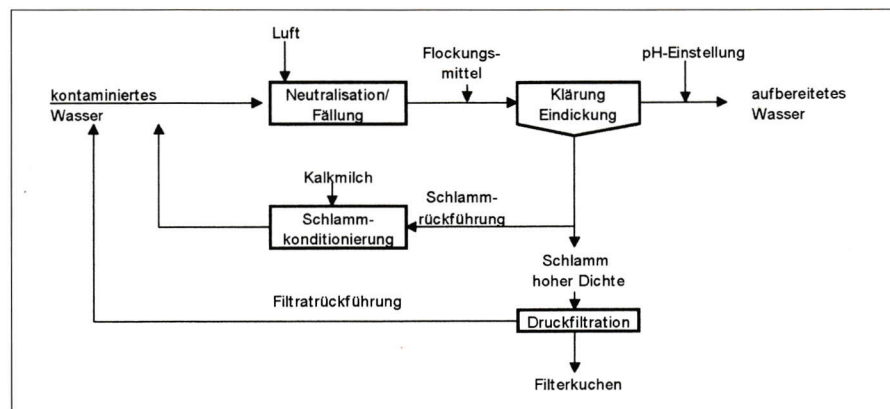 Luft
Flockungs-
mittel
pH-Einstellung
kontaminiertes
Wasser
Neutralisation/
Fällung
Klärung
Eindickung
aufbereitetes
Wasser
Kalkmilch
Schlamm-
rückführung
Schlamm-
konditionierung
Schlamm
hoher Dichte
Filtratrückführung
Druckfiltration
Filterkuchen